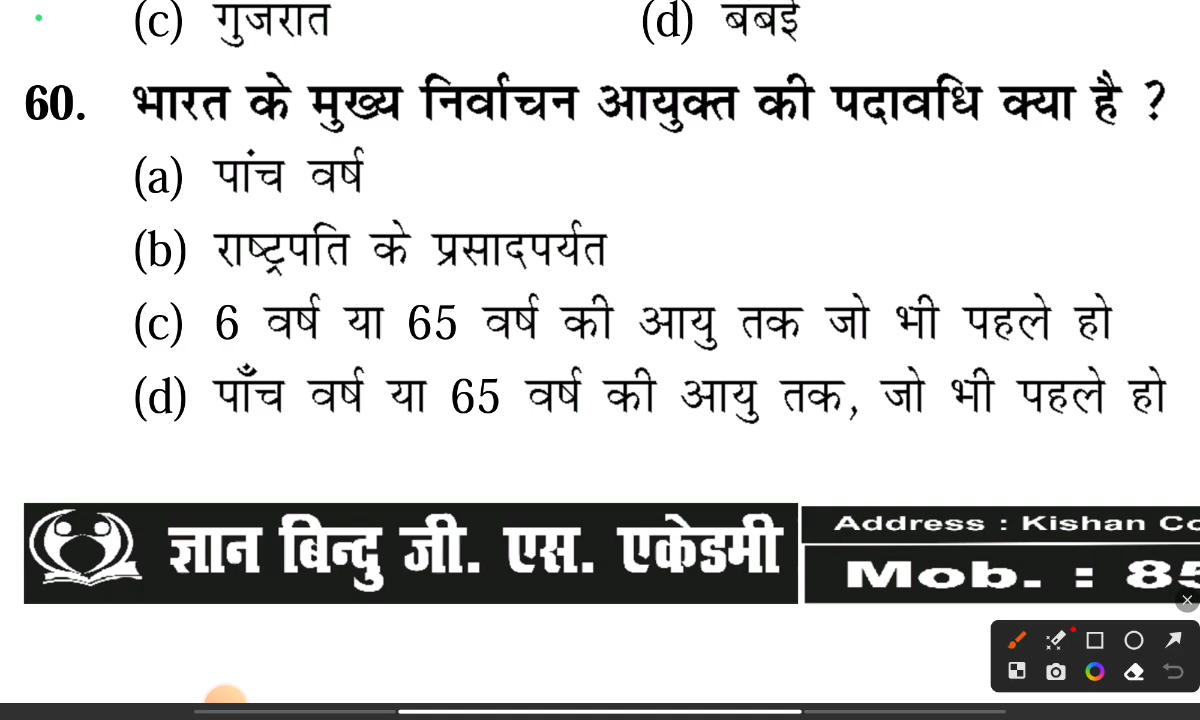 (c) गुजरात (d) बबई
60. भारत के मुख्य निर्वाचन आयुक्त की पदावधि क्या है ?
(a) पांच वर्ष
(b) राष्ट्रपति के प्रसादपर्यत
(c) 6 वर्ष या 65 वर्ष की आयु तक जो भी पहले हो
(d) पाँच वर्ष या 65 वर्ष की आयु तक, जो भी पहले हो
ज्ञान बिन्दु जी. एस. एकेडमी
Address : Kishan
Mob. : 85